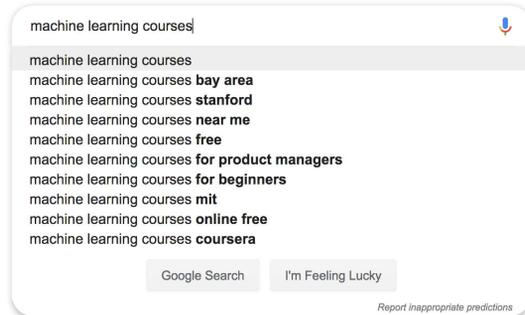 machine learning courses
machine learning courses
machine learning courses bay area
machine learning courses stanford
machine learning courses near me
machine learning courses free
machine learning courses for product managers
machine learning courses for beginners
machine learning courses mit
machine learning courses online free
machine learning courses coursera
Google Search I'm Feeling Lucky
Report inappropriate predictions